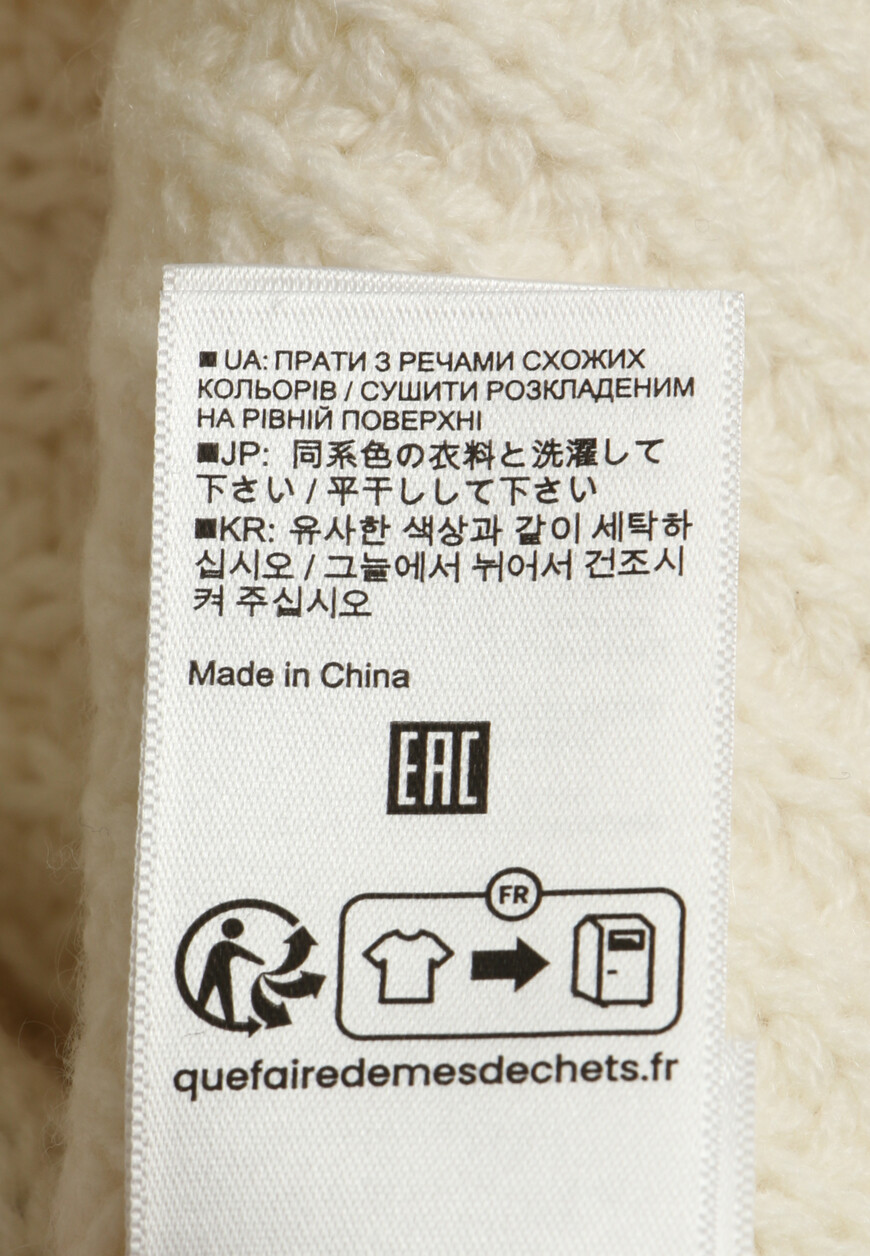 ■ UA: ПРАТИ З РЕЧАМИ СХОЖИХ
КОЛЬОРІВ / СУШИТИ РОЗКЛАДЕНИМ
НА РІВНІЙ ПОВЕРХНІ
■JP: 同系色の衣料と洗濯して
下さい / 平干ししして下さい
■KR: 유사한 색상과 같이 세탁하
십시오 / 그늘에서 뉘어서 건조시
켜 주십시오
Made in China
EAC
FR
quefairedemesdechets.fr